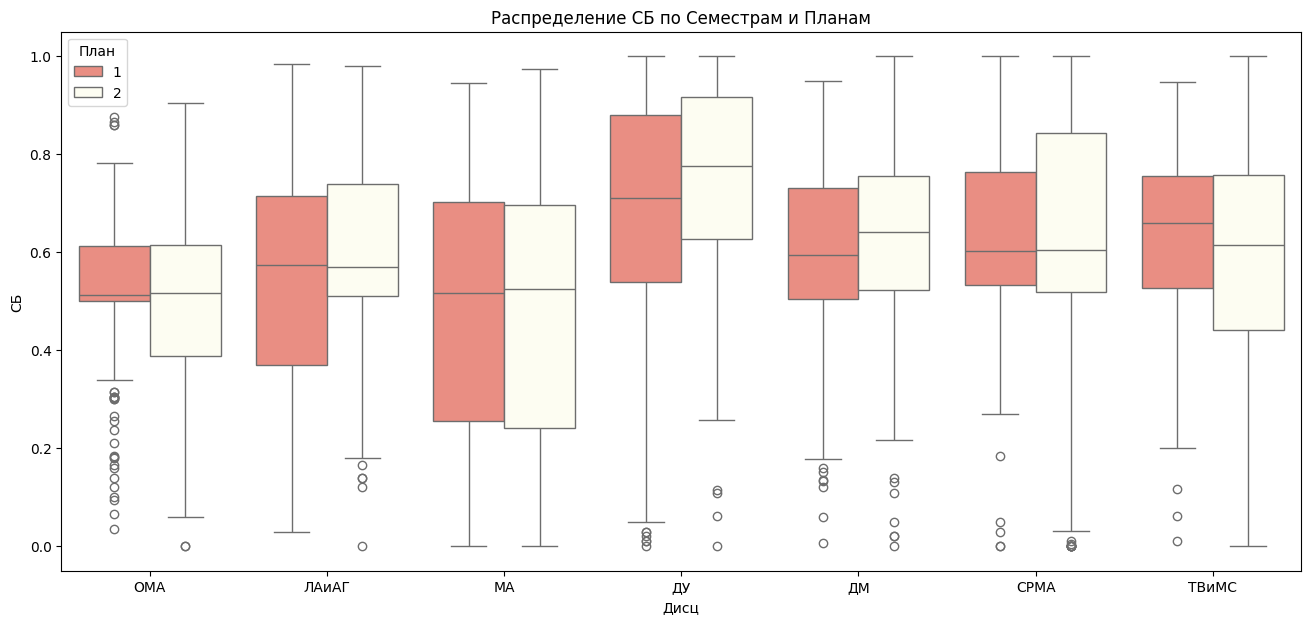 Распределение СБ по Семестрам и Планам
План
1
2
СБ
1.0
0.8
0.6
0.4
0.2
0.0
ОМА ЛАиАГ МА ДУ ДМ СРМА ТВиМС
Дисц